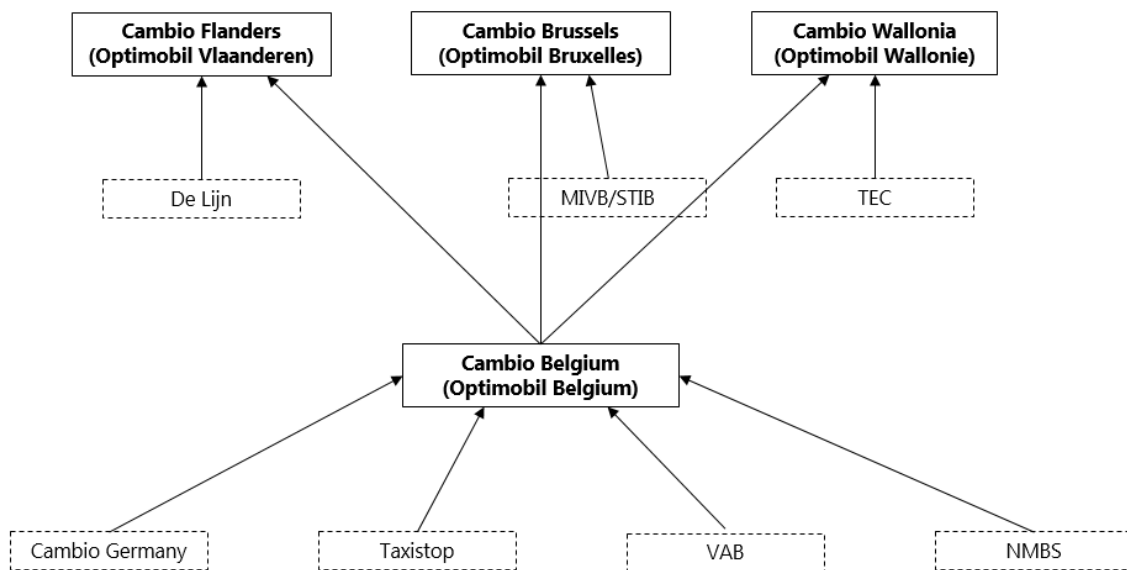 Cambio Flanders
(Optimobil Vlaanderen)
Cambio Brussels
(Optimobil Bruxelles)
Cambio Wallonia
(Optimobil Wallonie)
De Lijn
MIVB/STIB
TEC
Cambio Belgium
(Optimobil Belgium)
Cambio Germany
Taxistop
VAB
NMBS